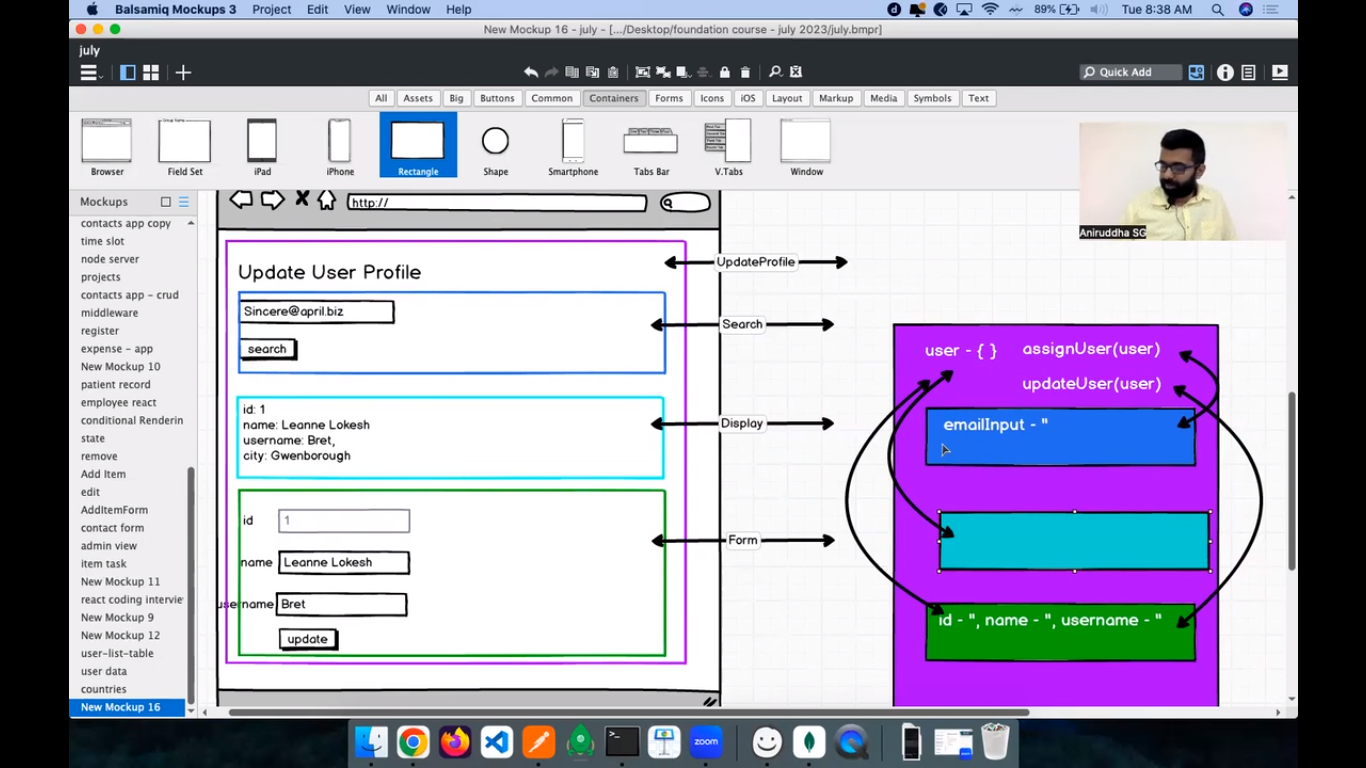 Balsamiq Mockups 3 Project Edit View Window Help
89% Tue 8:38 AM
New Mockup 16 - july - [.../Desktop/foundation course - july 2023/july.bmpr]
july
Quick Add
All Assets Big Buttons Common Containers Forms Icons iOS Layout Markup Media Symbols Text
Browser Field Set iPad iPhone Rectangle Shape Smartphone Tabs Bar V.Tabs Window
Aniruddha SG
Mockups
contacts app copy
time slot
node server
projects
contacts app - crud
middleware
register
expense - app
New Mockup 10
patient record
employee react
conditional Renderin
state
remove
Add Item
edit
AddItemForm
contact form
admin view
item task
New Mockup 11
react coding intervie
New Mockup 9
New Mockup 12
user-list-table
user data
countries
New Mockup 16
http://
Update User Profile
Sincere@april.biz
search
id: 1
name: Leanne Lokesh
username: Bret,
city: Gwenborough
id 1
name Leanne Lokesh
username Bret
update
UpdateProfile
Search
Display
Form
user - { } assignUser(user)
updateUser(user)
emailInput - "
id - ", name - ", username - "
zoom